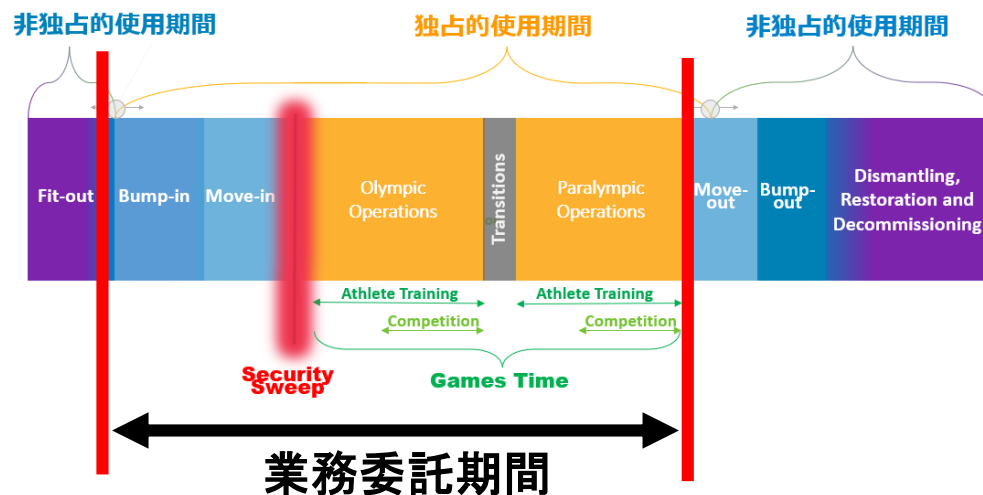 非独占的使用期間
独占的使用期間
非独占的使用期間
Fit-out
Bump-in
Move-in
Olympic
Operations
Transitions
Paralympic
Operations
Move-
out
Bump-
out
Dismantling,
Restoration and
Decommissioning
Athlete Training
Athlete Training
Competition
Competition
Security
Sweep
Games Time
業務委託期間